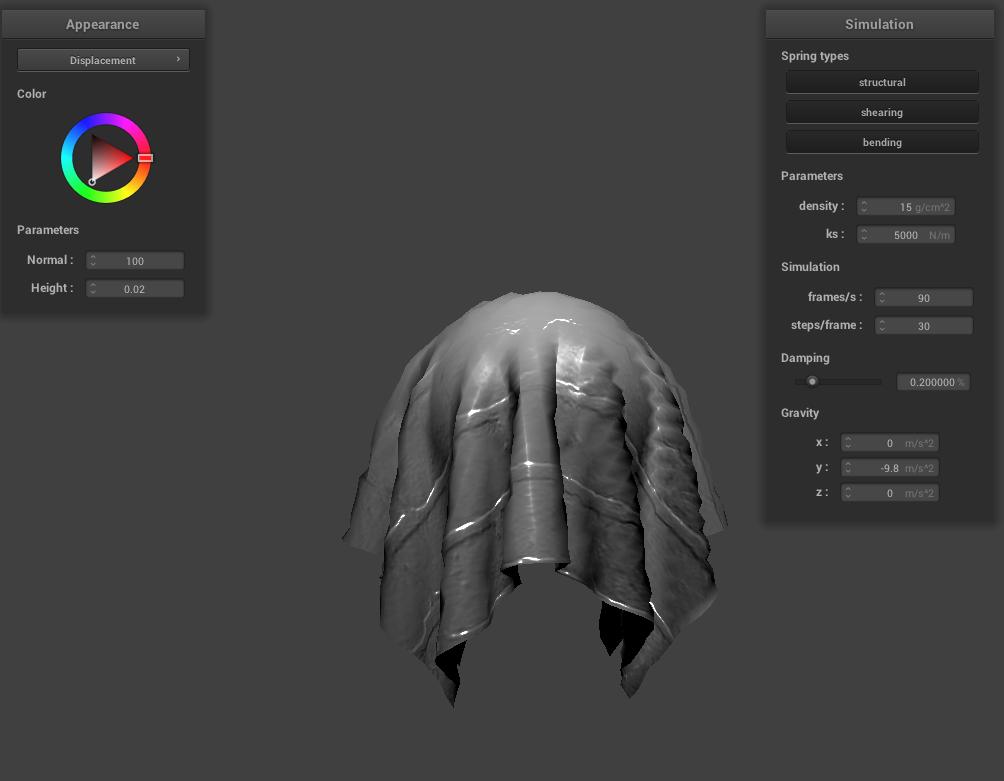 Appearance
Displacement
Color
Parameters
Normal : 100
Height : 0.02
Simulation
Spring types
structural
shearing
bending
Parameters
density : 15 g/cm^2
ks : 5000 N/m
Simulation
frames/s : 90
steps/frame : 30
Damping
0.200000 %
Gravity
x : 0 m/s^2
y : -9.8 m/s^2
z : 0 m/s^2